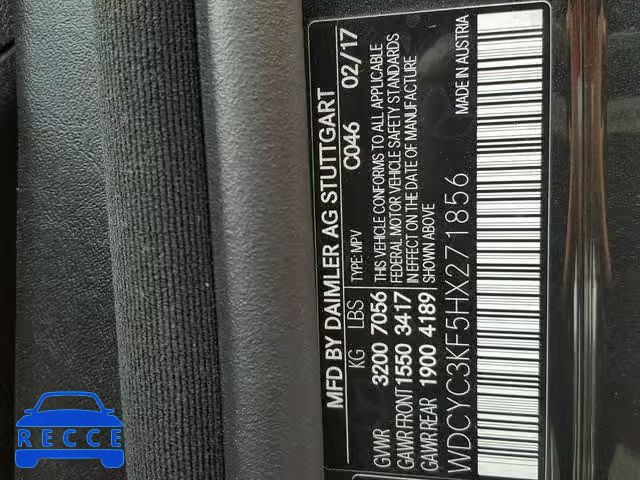 MFD BY DAIMLER AG STUTTGART
TYPE: MPV C046 02/17
KG LBS
GVWR 3200 7056
GAWR FRONT 1550 3417
GAWR REAR 1900 4189
THIS VEHICLE CONFORMS TO ALL APPLICABLE
FEDERAL MOTOR VEHICLE SAFETY STANDARDS
IN EFFECT ON THE DATE OF MANUFACTURE
SHOWN ABOVE
WDCYC3KF5HX271856 MADE IN AUSTRIA
RECCE